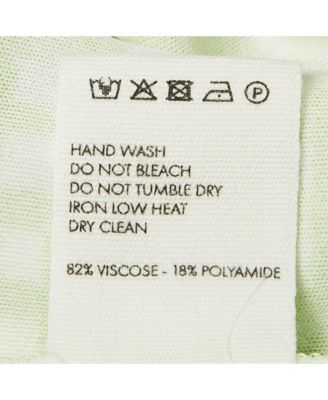 P
HAND WASH
DO NOT BLEACH
DO NOT TUMBLE DRY
IRON LOW HEAT
DRY CLEAN
82% VISCOSE - 18% POLYAMIDE